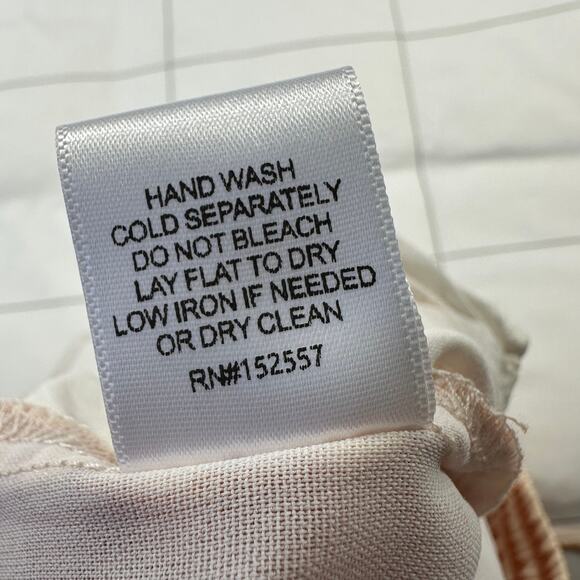 HAND WASH
COLD SEPARATELY
DO NOT BLEACH
LAY FLAT TO DRY
LOW IRON IF NEEDED
OR DRY CLEAN
RN#152557